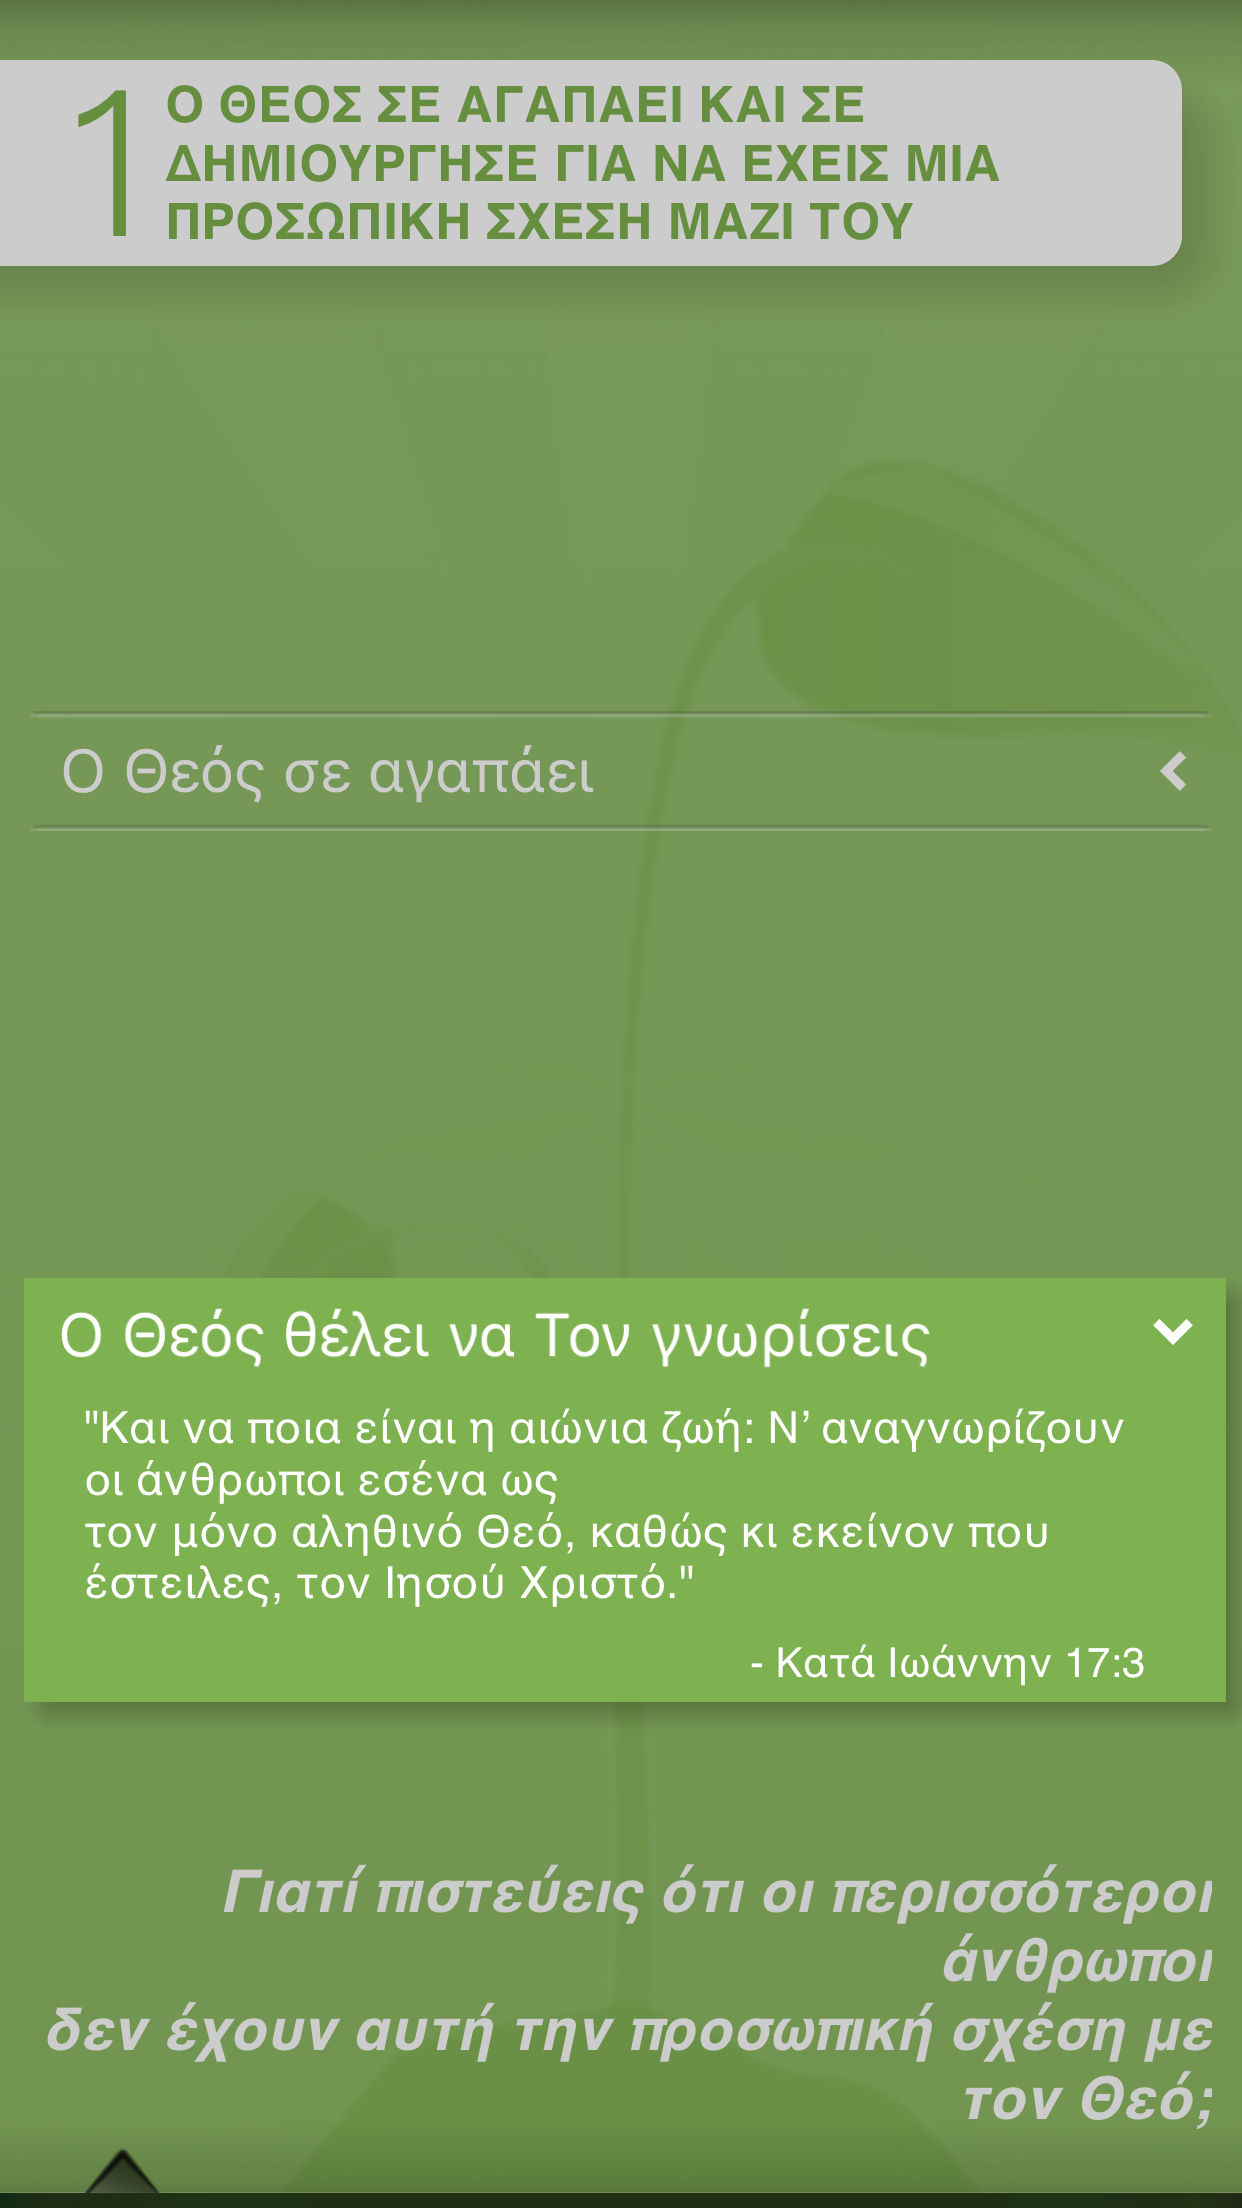 1
Ο ΘΕΟΣ ΣΕ ΑΓΑΠΑΕΙ ΚΑΙ ΣΕ
ΔΗΜΙΟΥΡΓΗΣΕ ΓΙΑ ΝΑ ΕΧΕΙΣ ΜΙΑ
ΠΡΟΣΩΠΙΚΗ ΣΧΕΣΗ ΜΑΖΙ ΤΟΥ
Ο Θεός σε αγαπάει
Ο Θεός θέλει να Τον γνωρίσεις
"Και να ποια είναι η αιώνια ζωή: Ν’ αναγνωρίζουν
οι άνθρωποι εσένα ως
τον μόνο αληθινό Θεό, καθώς κι εκείνον που
έστειλες, τον Ιησού Χριστό."
- Κατά Ιωάννην 17:3
Γιατί πιστεύεις ότι οι περισσότεροι
άνθρωποι
δεν έχουν αυτή την προσωπική σχέση με
τον Θεό;